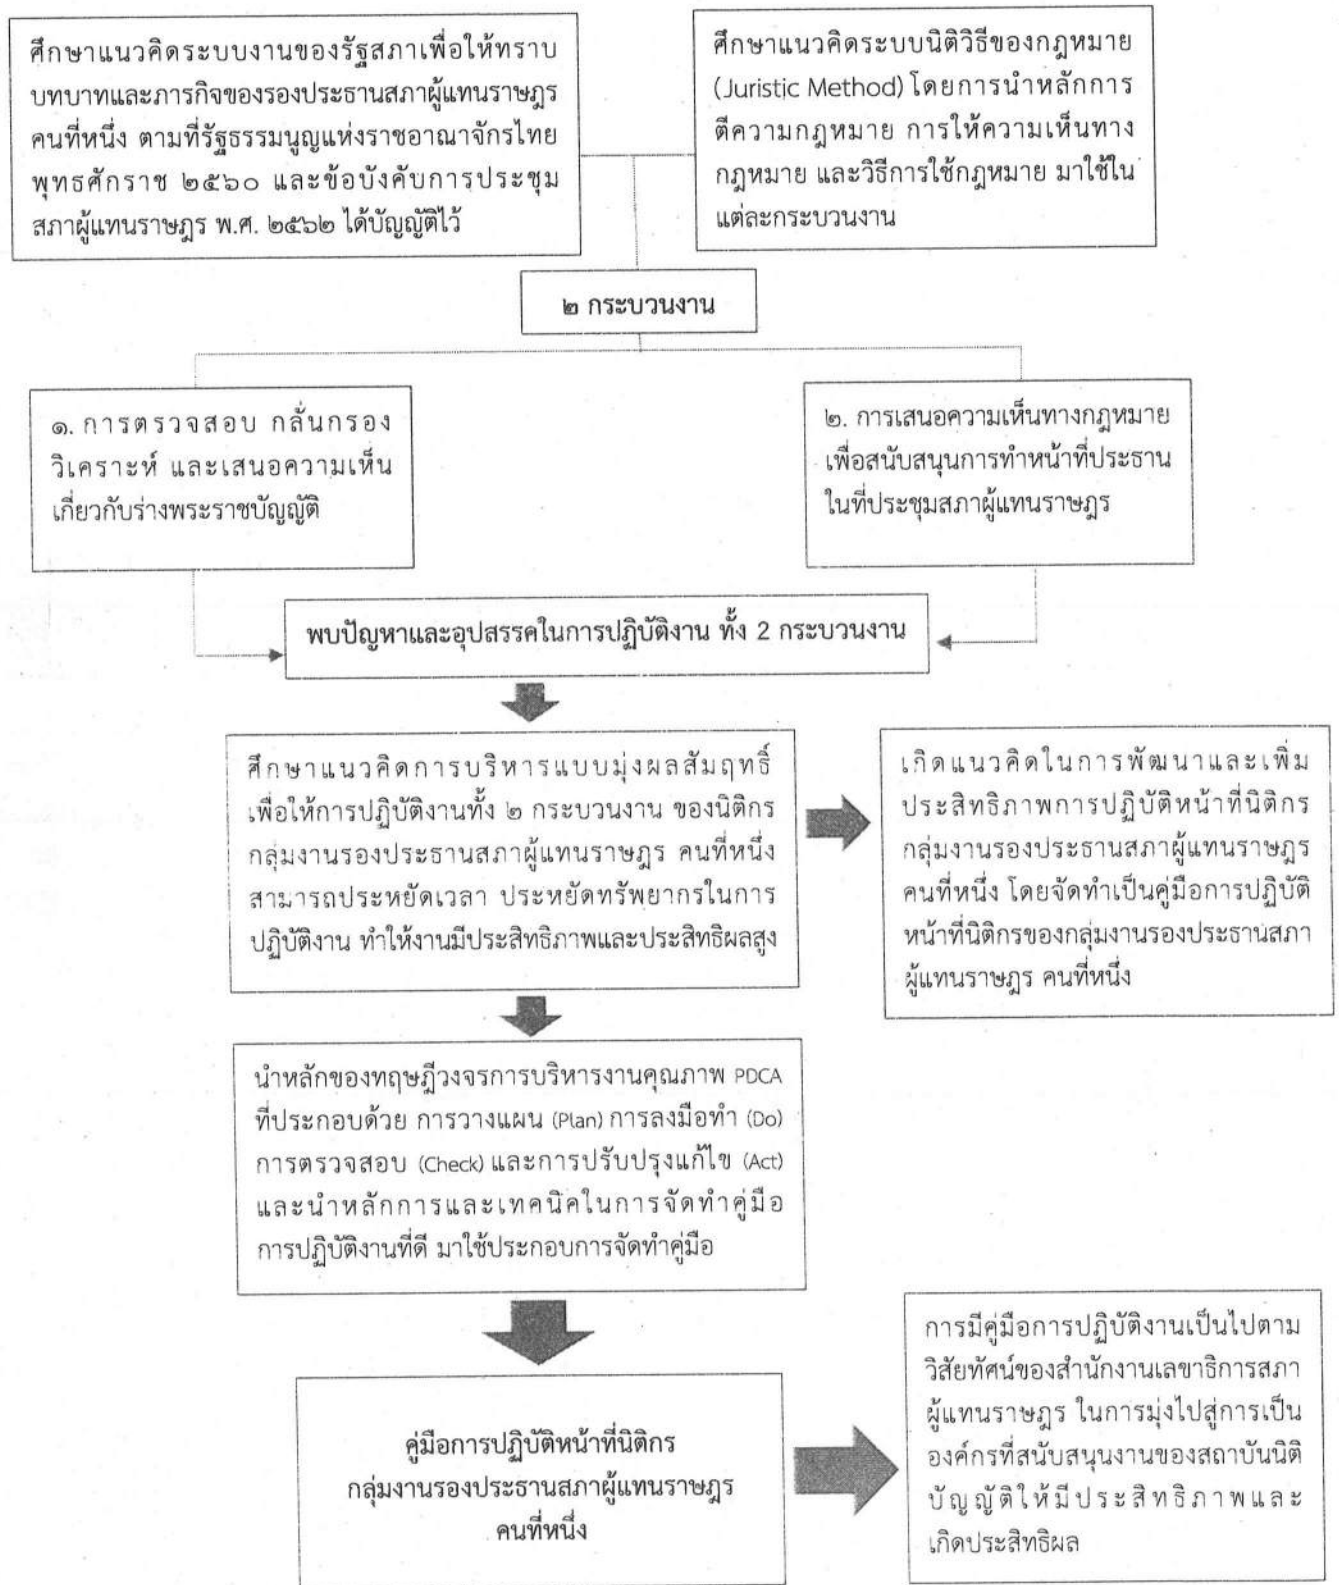 ศึกษาแนวคิดระบบงานของรัฐสภาเพื่อให้ทราบ
บทบาทและภารกิจของรองประธานสภาผู้แทนราษฎร
คนที่หนึ่ง ตามที่รัฐธรรมนูญแห่งราชอาณาจักรไทย
พุทธศักราช ๒๕๖๐ และข้อบังคับการประชุม
สภาผู้แทนราษฎร พ.ศ. ๒๕๖๒ ได้บัญญัติไว้
ศึกษาแนวคิดระบบนิติวิธีของกฎหมาย
(Juristic Method) โดยการนำหลักการ
ตีความกฎหมาย การให้ความเห็นทาง
กฎหมาย และวิธีการใช้กฎหมาย มาใช้ใน
แต่ละกระบวนงาน
๒ กระบวนงาน
๑. การตรวจสอบ กลั่นกรอง
วิเคราะห์ และเสนอความเห็น
เกี่ยวกับร่างพระราชบัญญัติ
๒. การเสนอความเห็นทางกฎหมาย
เพื่อสนับสนุนการทำหน้าที่ประธาน
ในที่ประชุมสภาผู้แทนราษฎร
พบปัญหาและอุปสรรคในการปฏิบัติงาน ทั้ง 2 กระบวนงาน
ศึกษาแนวคิดการบริหารแบบมุ่งผลสัมฤทธิ์
เพื่อให้การปฏิบัติงานทั้ง ๒ กระบวนงาน ของนิติกร
กลุ่มงานรองประธานสภาผู้แทนราษฎร คนที่หนึ่ง
สามารถประหยัดเวลา ประหยัดทรัพยากรในการ
ปฏิบัติงาน ทำให้งานมีประสิทธิภาพและประสิทธิผลสูง
เกิดแนวคิดในการพัฒนาและเพิ่ม
ประสิทธิภาพการปฏิบัติหน้าที่นิติกร
กลุ่มงานรองประธานสภาผู้แทนราษฎร
คนที่หนึ่ง โดยจัดทำเป็นคู่มือการปฏิบัติ
หน้าที่นิติกรของกลุ่มงานรองประธานสภา
ผู้แทนราษฎร คนที่หนึ่ง
นำหลักของทฤษฎีวงจรการบริหารงานคุณภาพ PDCA
ที่ประกอบด้วย การวางแผน (Plan) การลงมือทำ (Do)
การตรวจสอบ (Check) และการปรับปรุงแก้ไข (Act)
และนำหลักการและเทคนิคในการจัดทำคู่มือ
การปฏิบัติงานที่ดี มาใช้ประกอบการจัดทำคู่มือ
คู่มือการปฏิบัติหน้าที่นิติกร
กลุ่มงานรองประธานสภาผู้แทนราษฎร
คนที่หนึ่ง
การมีคู่มือการปฏิบัติงานเป็นไปตาม
วิสัยทัศน์ของสำนักงานเลขาธิการสภา
ผู้แทนราษฎร ในการมุ่งไปสู่การเป็น
องค์กรที่สนับสนุนงานของสถาบันนิติ
บัญญัติให้มีประสิทธิภาพและ
เกิดประสิทธิผล